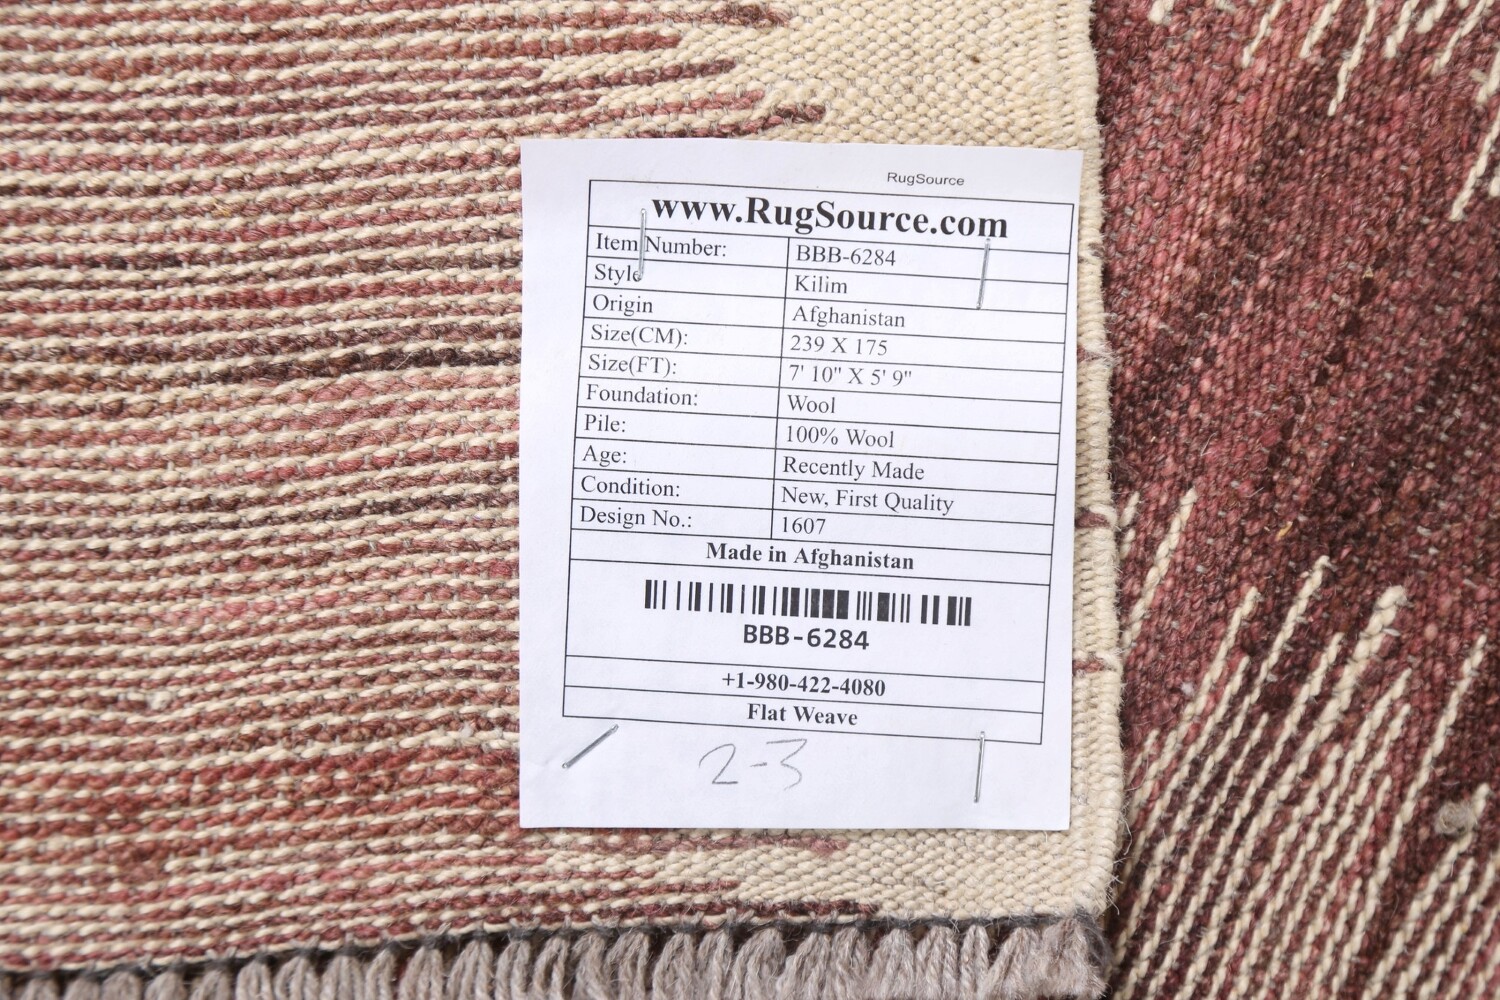 RugSource
www.RugSource.com
Item Number: BBB-6284
Style Kilim
Origin Afghanistan
Size(CM): 239 X 175
Size(FT): 7' 10" X 5' 9"
Foundation: Wool
Pile: 100% Wool
Age: Recently Made
Condition: New, First Quality
Design No.: 1607
Made in Afghanistan
BBB-6284
+1-980-422-4080
Flat Weave
2-3